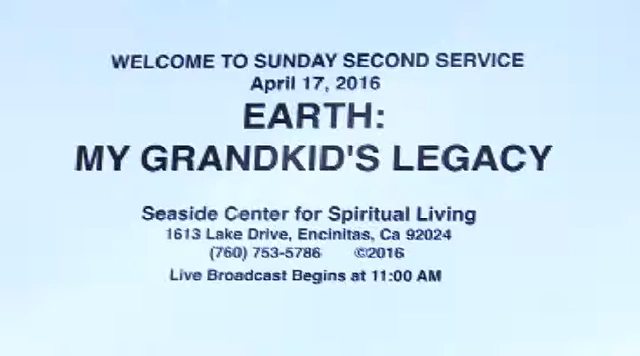 WELCOME TO SUNDAY SECOND SERVICE
April 17, 2016
EARTH:
MY GRANDKID'S LEGACY
Seaside Center for Spiritual Living
1613 Lake Drive, Encinitas, Ca 92024
(760) 753-5786 ©2016
Live Broadcast Begins at 11:00 AM